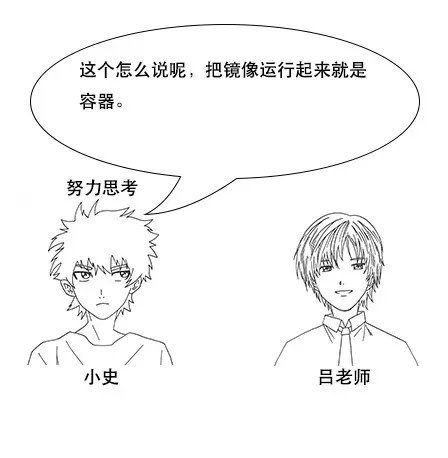 这个怎么说呢，把镜像运行起来就是
容器。
努力思考
小史
吕老师